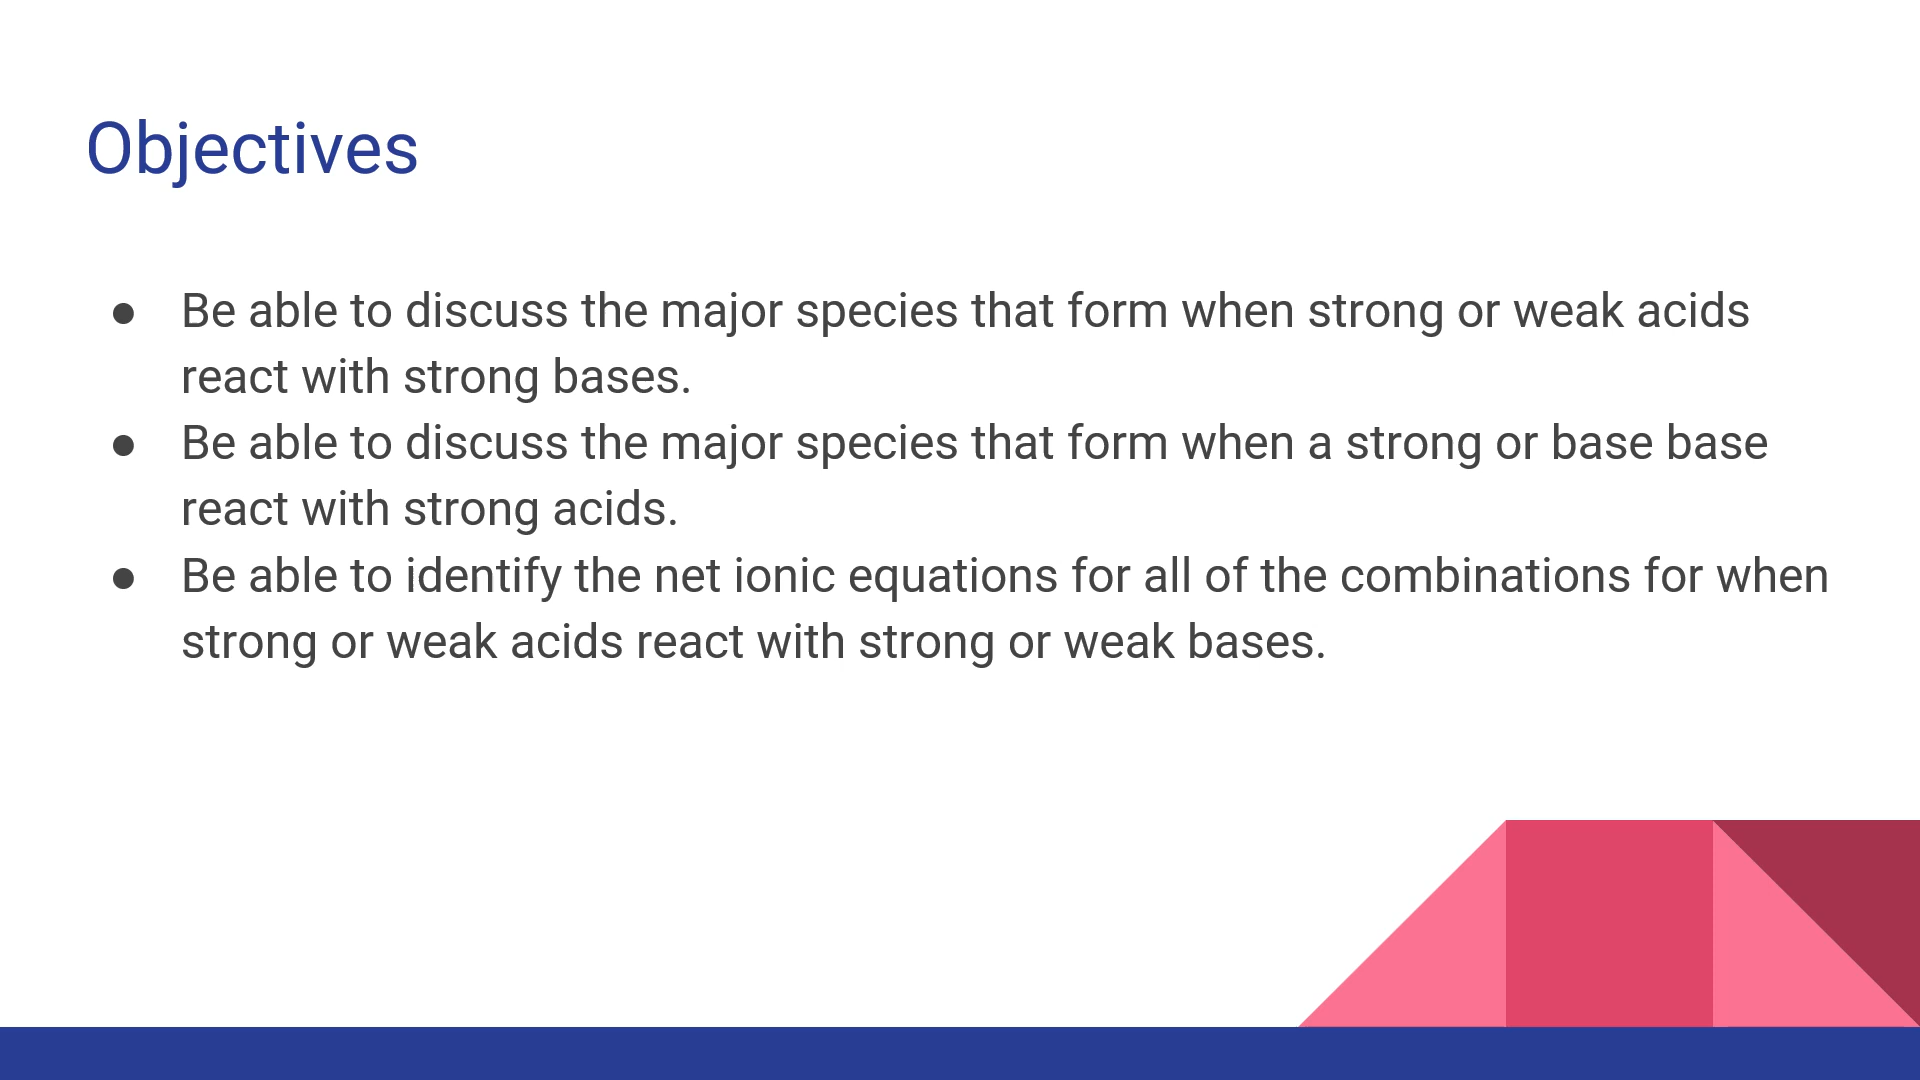 Objectives
● Be able to discuss the major species that form when strong or weak acids
react with strong bases.
● Be able to discuss the major species that form when a strong or base base
react with strong acids.
● Be able to identify the net ionic equations for all of the combinations for when
strong or weak acids react with strong or weak bases.